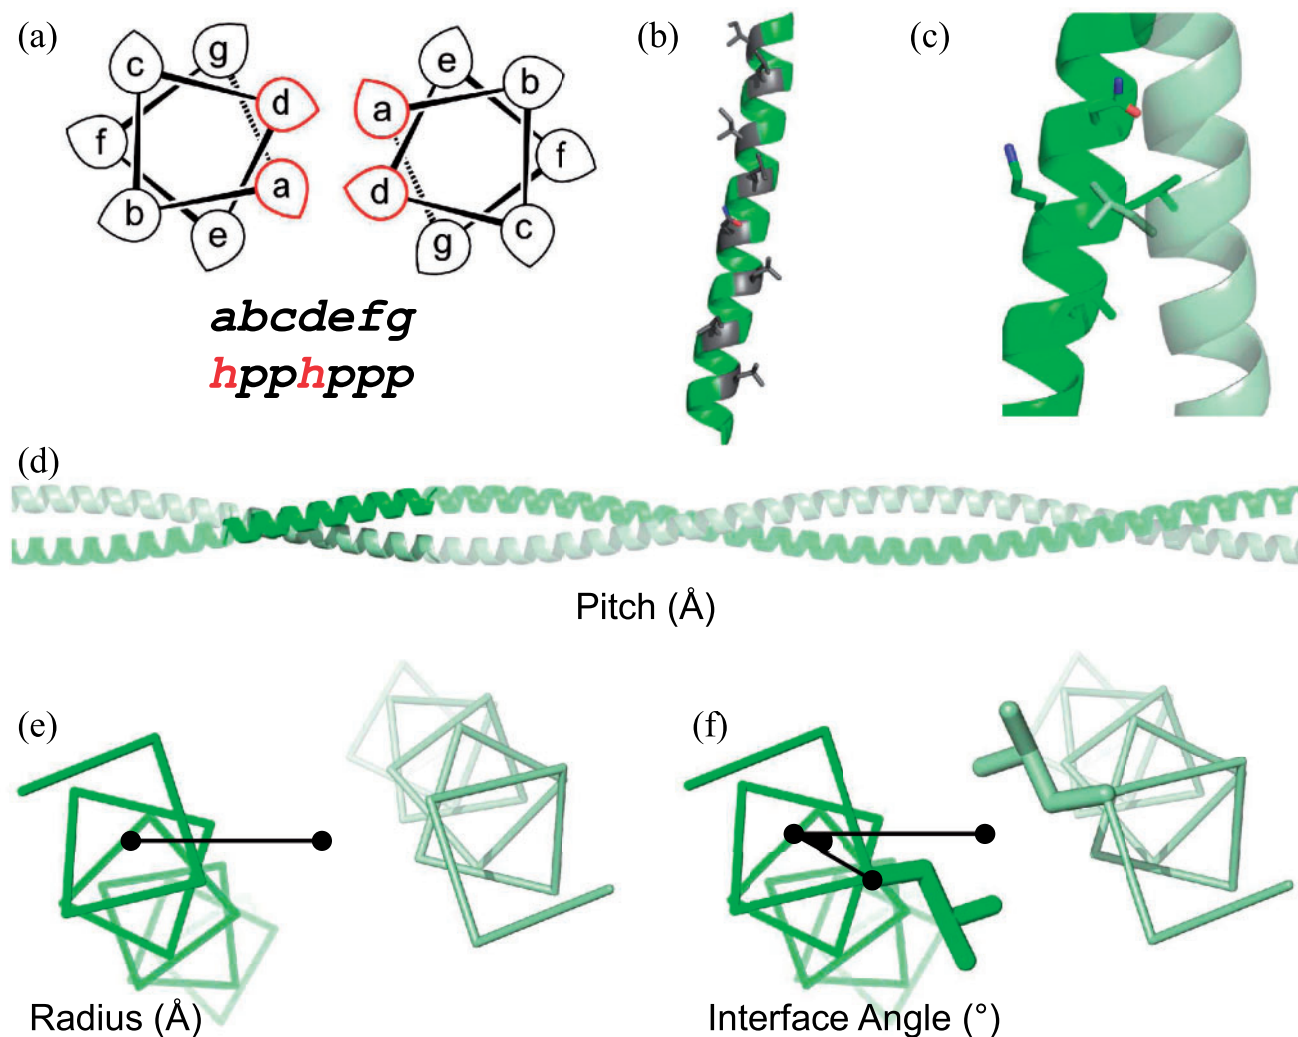 (a)
c
g
d
f
a
b
e
e
b
a
f
d
c
g
abcdefg
hpphppp
(b)
(c)
(d)
Pitch (Å)
(e)
Radius (Å)
(f)
Interface Angle (°)